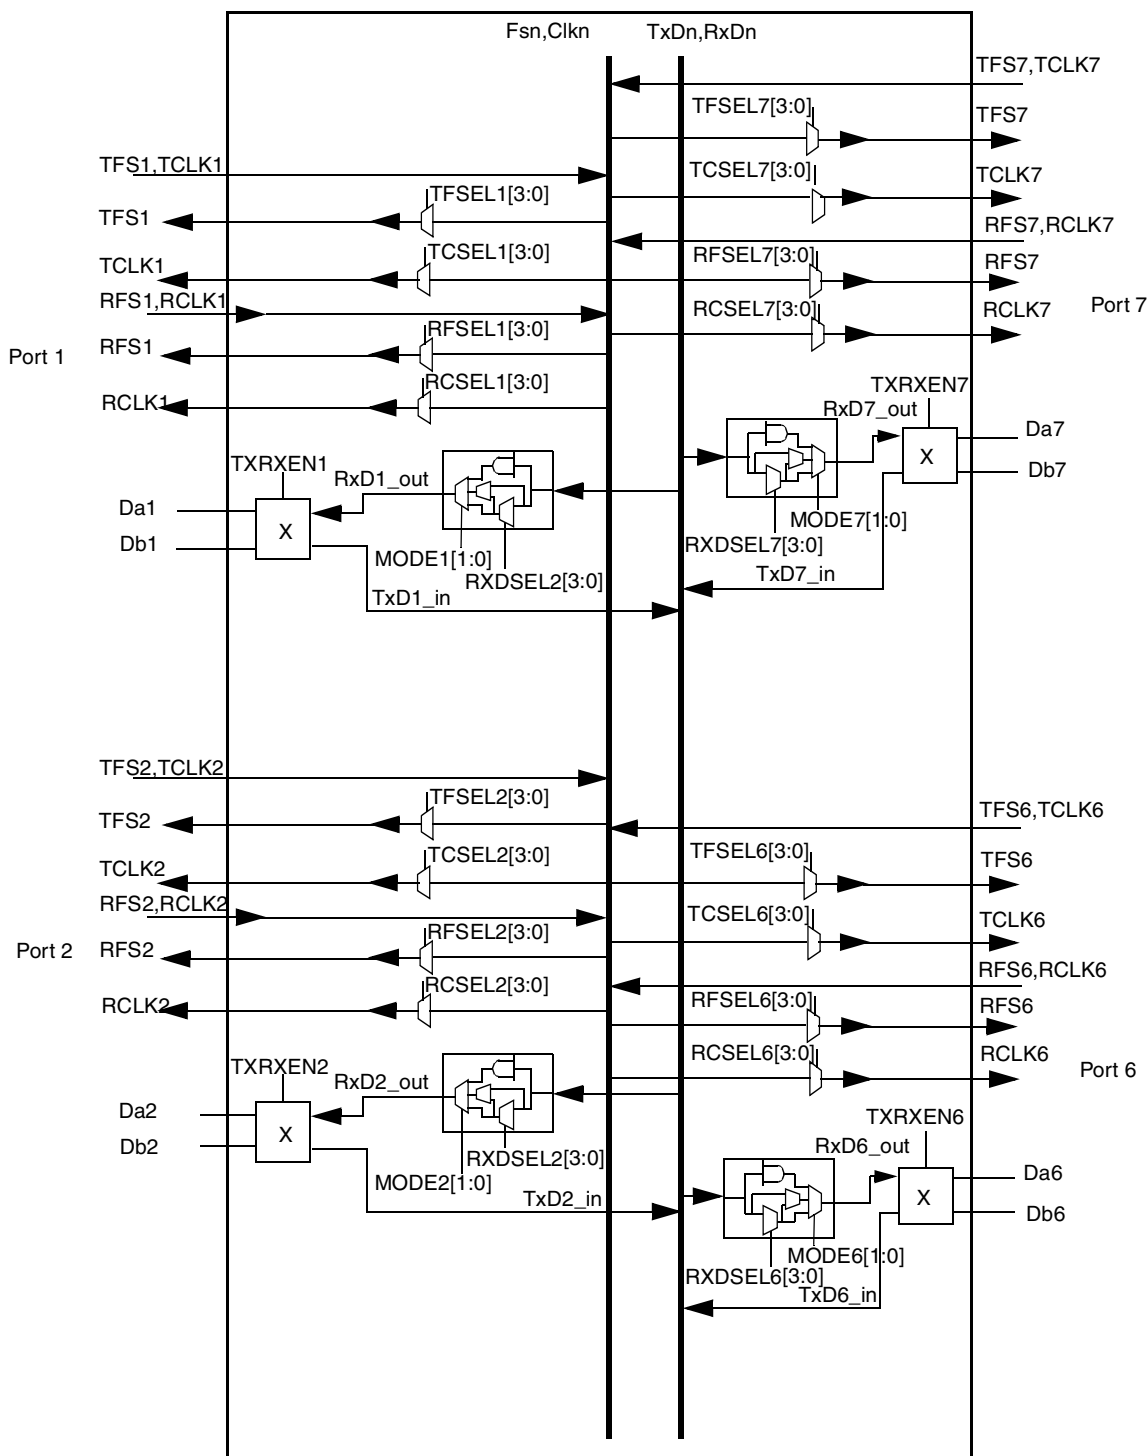 Fsn,Clkn
TxDn,RxDn
TFS7,TCLK7
TFSEL7[3:0]
TFS7
TFS1,TCLK1
TCSEL7[3:0]
TCLK7
TFSEL1[3:0]
TFS1
RFS7,RCLK7
TCSEL1[3:0]
RFSEL7[3:0]
TCLK1
RFS7
RFS1,RCLK1
RCSEL7[3:0]
RCLK7
Port 7
RFSEL1[3:0]
Port 1
RFS1
RCSEL1[3:0]
RCLK1
TXRXEN7
RxD7_out
Da7
X
Db7
TXRXEN1
RxD1_out
Da1
MODE7[1:0]
X
Db1
RXDSEL7[3:0]
MODE1[1:0]
RXDSEL2[3:0]
TxD7_in
TxD1_in
TFS2,TCLK2
TFSEL2[3:0]
TFS6,TCLK6
TFS2
TCSEL2[3:0]
TFSEL6[3:0]
TCLK2
TFS6
RFS2,RCLK2
TCSEL6[3:0]
TCLK6
RFSEL2[3:0]
Port 2
RFS2
RFS6,RCLK6
RCSEL2[3:0]
RFSEL6[3:0]
RCLK2
RFS6
RCSEL6[3:0]
RCLK6
Port 6
TXRXEN2
RxD2_out
Da2
TXRXEN6
X
Db2
RxD6_out
RXDSEL2[3:0]
MODE2[1:0]
Da6
TxD2_in
X
Db6
MODE6[1:0]
RXDSEL6[3:0]
TxD6_in